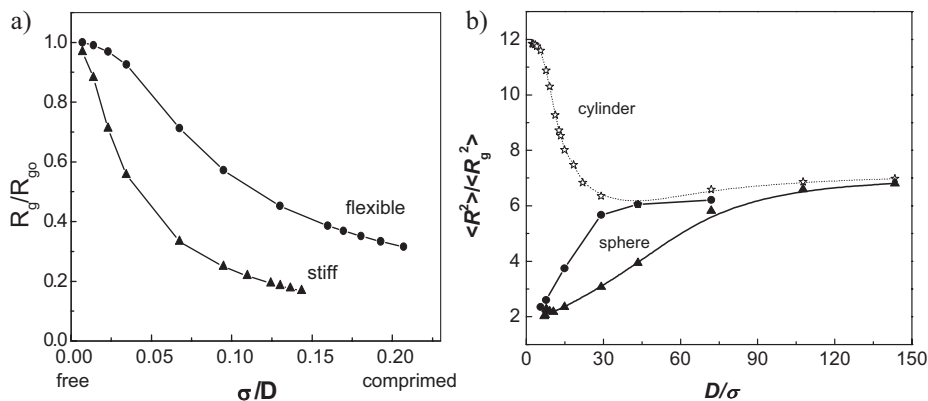 a)
R_g/R_go
1.0
0.8
0.6
0.4
0.2
0.0
flexible
stiff
0.00 0.05 0.10 0.15 0.20
free σ/D comprimed
b)
<R²>/<R_g²>
12
10
8
6
4
2
cylinder
sphere
0 30 60 90 120 150
D/σ